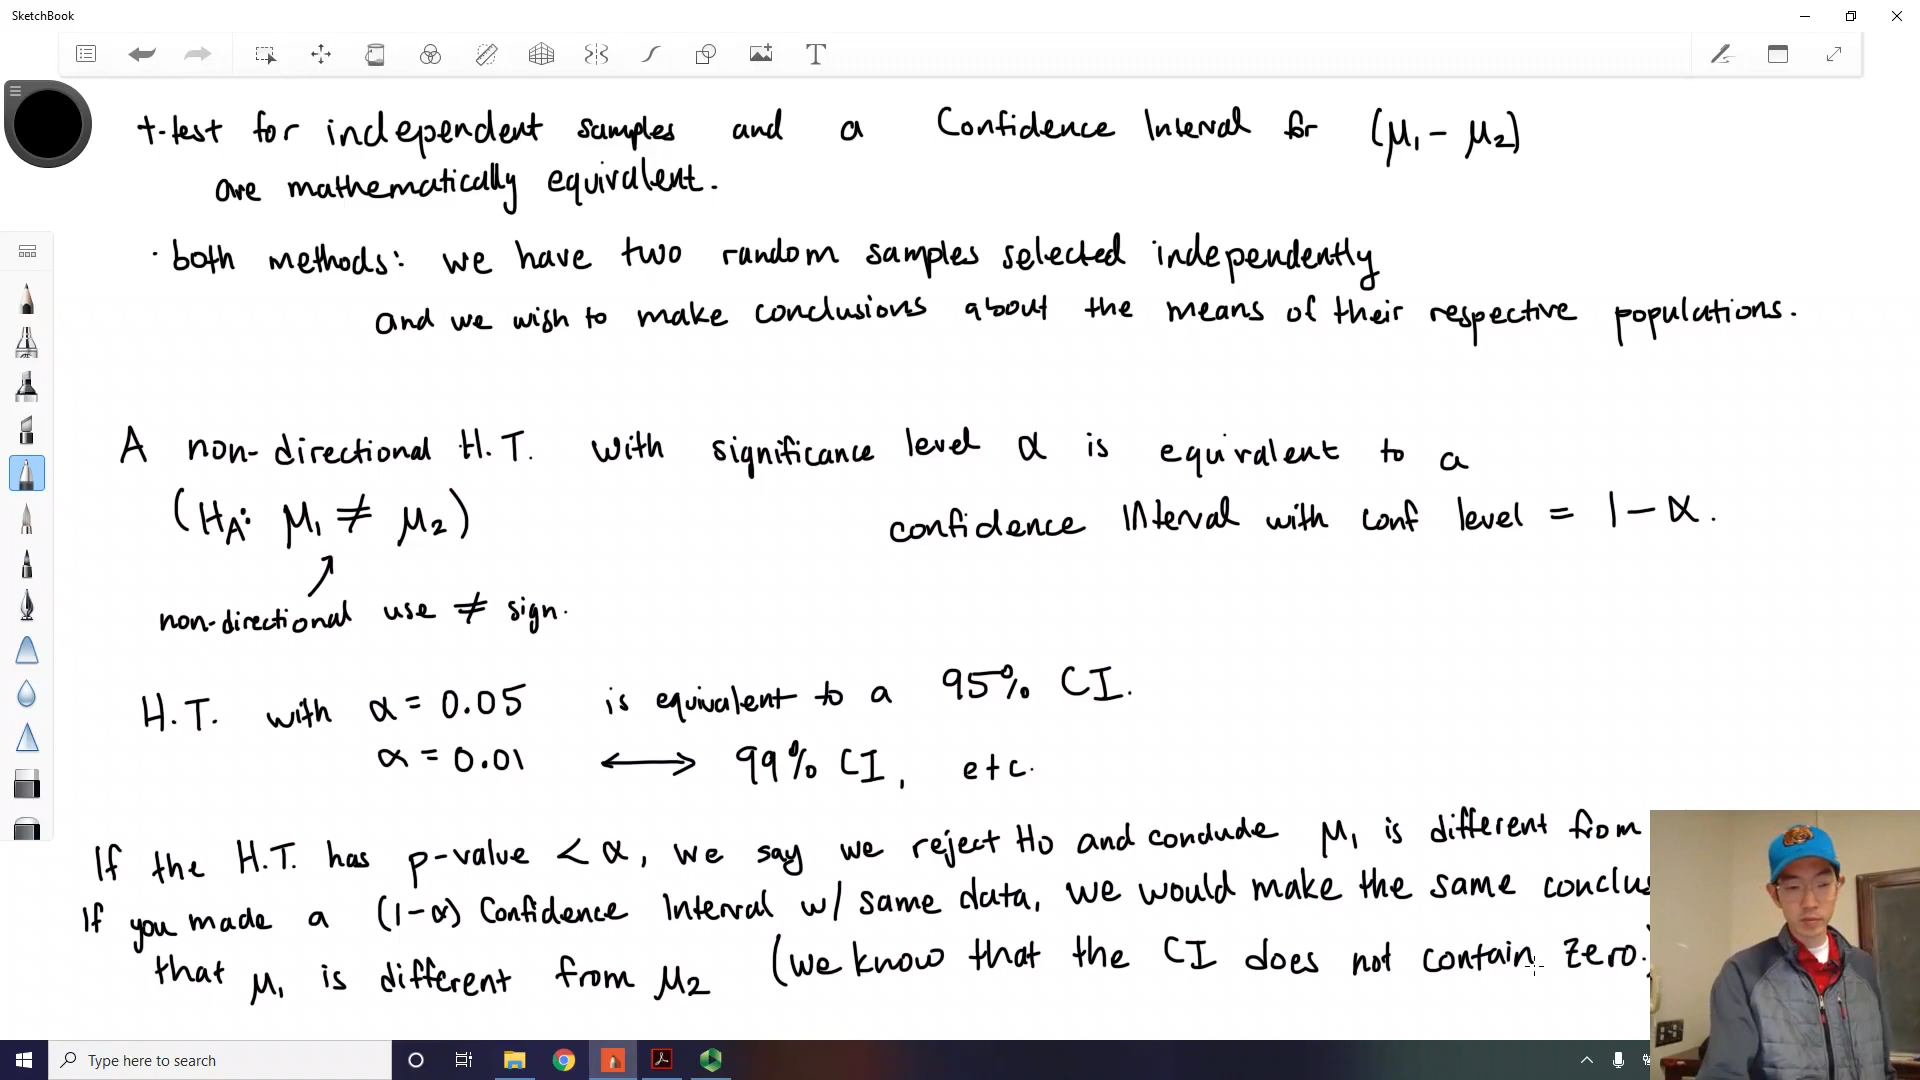 SketchBook
t-test for independent samples and a Confidence Interval for (μ₁ - μ₂)
are mathematically equivalent.
· both methods: we have two random samples selected independently
and we wish to make conclusions about the means of their respective populations.
A non-directional H.T. with significance level α is equivalent to a
(HA: μ₁ ≠ μ₂) confidence Interval with conf level = 1 - α.
non-directional use ≠ sign.
H.T. with α = 0.05 is equivalent to a 95% CI.
α = 0.01 ⟷ 99% CI, etc.
If the H.T. has p-value < α, we say we reject Ho and conclude μ₁ is different from
If you made a (1-α) Confidence Interval w/ same data, we would make the same conclus
that μ₁ is different from μ₂ (we know that the CI does not contain zero.)
Type here to search